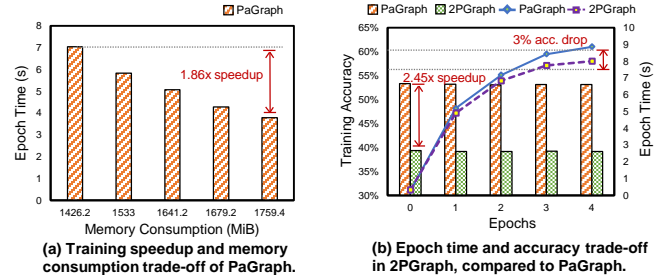 PaGraph
8
7
6
5
4
3
2
1
0
Epoch Time (s)
1.86x speedup
1426.2 1533 1641.2 1679.2 1759.4
Memory Consumption (MiB)
(a) Training speedup and memory
consumption trade-off of PaGraph.
PaGraph 2PGraph PaGraph 2PGraph
65%
60%
55%
50%
45%
40%
35%
30%
Training Accuracy
3% acc. drop
2.45x speedup
10
9
8
7
6
5
4
3
2
1
0
Epoch Time (s)
0 1 2 3 4
Epochs
(b) Epoch time and accuracy trade-off
in 2PGraph, compared to PaGraph.